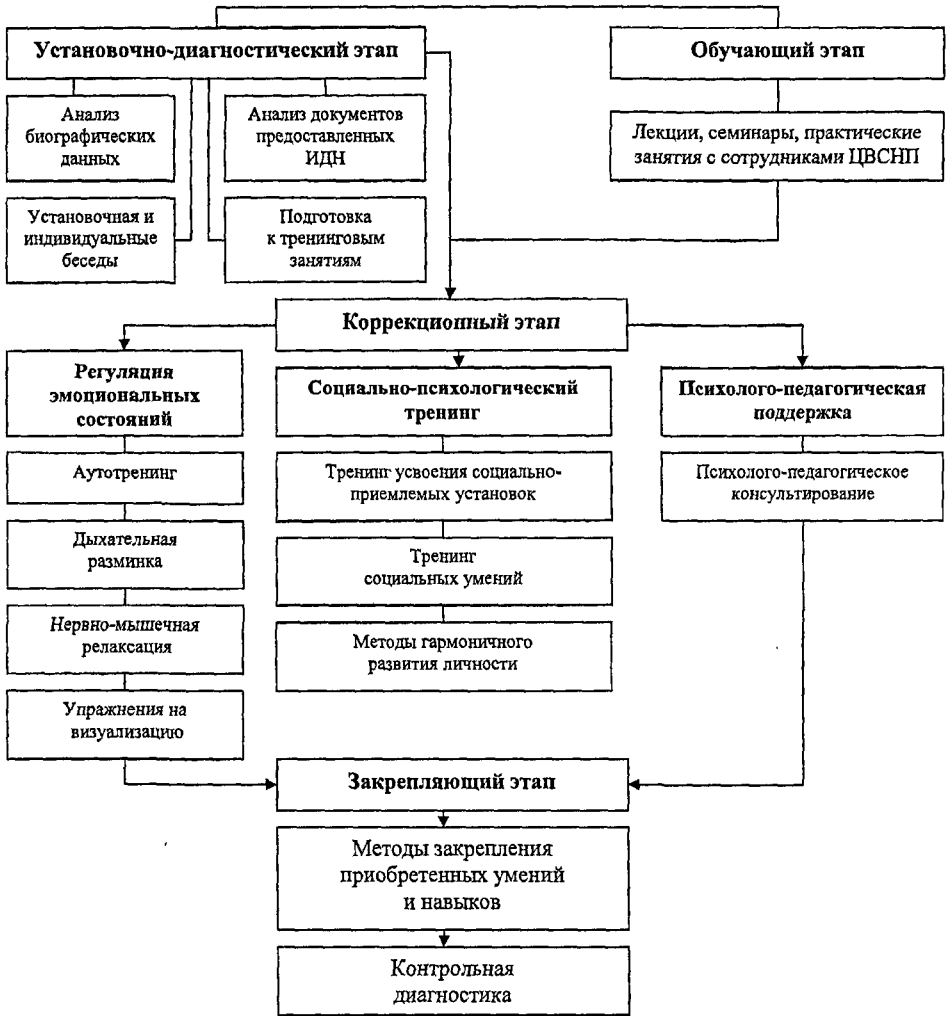 Установочно-диагностический этап
Обучающий этап
Анализ
биографических
данных
Анализ документов
предоставленных
ИДН
Лекции, семинары, практические
занятия с сотрудниками ЦВСНП
Установочная и
индивидуальные
беседы
Подготовка
к тренинговым
занятиям
Коррекционный этап
Регуляция
эмоциональных
состояний
Социально-психологический
тренинг
Психолого-педагогическая
поддержка
Аутотренинг
Тренинг усвоения социально-
приемлемых установок
Психолого-педагогическое
консультирование
Дыхательная
разминка
Тренинг
социальных умений
Нервно-мышечная
релаксация
Методы гармоничного
развития личности
Упражнения на
визуализацию
Закрепляющий этап
Методы закрепления
приобретенных умений
и навыков
Контрольная
диагностика